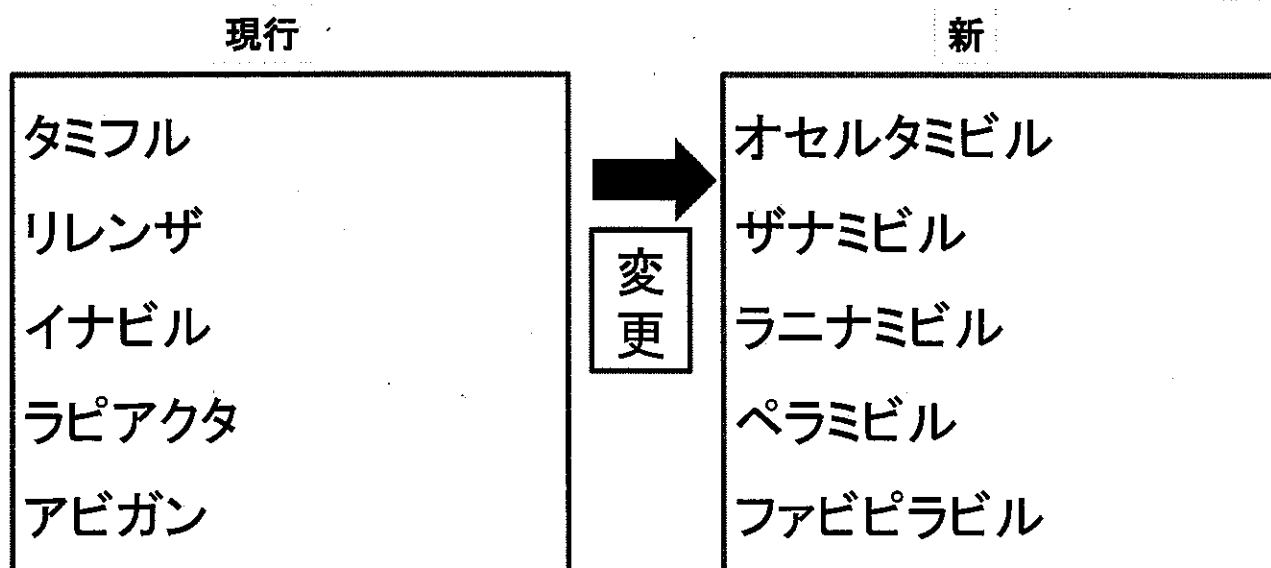 現行
タミフル
リレンザ
イナビル
ラピアクタ
アビガン
変更
新
オセルタミビル
ザナミビル
ラニナミビル
ペラミビル
ファビピラビル